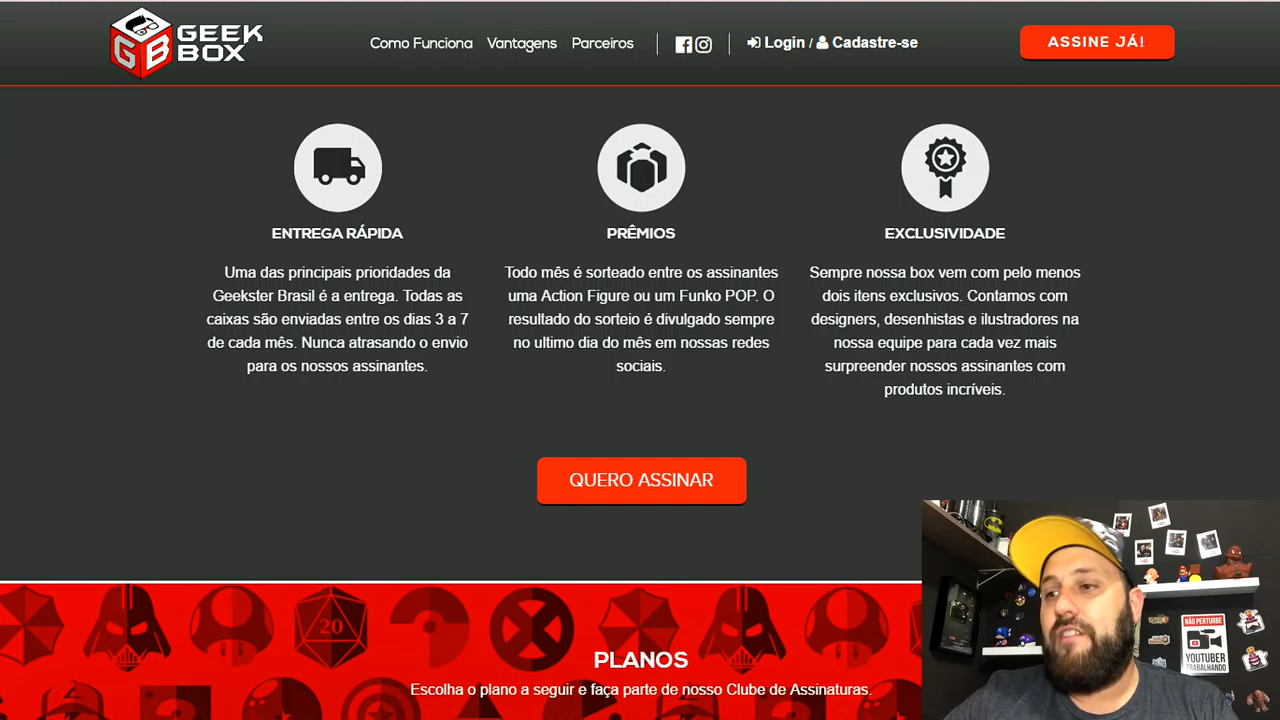 GEEK
BOX
GB
Como Funciona Vantagens Parceiros
Login / Cadastre-se
ASSINE JÁ!
ENTREGA RÁPIDA
Uma das principais prioridades da
Geekster Brasil é a entrega. Todas as
caixas são enviadas entre os dias 3 a 7
de cada mês. Nunca atrasando o envio
para os nossos assinantes.
PRÊMIOS
Todo mês é sorteado entre os assinantes
uma Action Figure ou um Funko POP. O
resultado do sorteio é divulgado sempre
no ultimo dia do mês em nossas redes
sociais.
EXCLUSIVIDADE
Sempre nossa box vem com pelo menos
dois itens exclusivos. Contamos com
designers, desenhistas e ilustradores na
nossa equipe para cada vez mais
surpreender nossos assinantes com
produtos incríveis.
QUERO ASSINAR
20
PLANOS
Escolha o plano a seguir e faça parte de nosso Clube de Assinaturas.
NÃO PERTURBE
YOUTUBER
TRABALHANDO